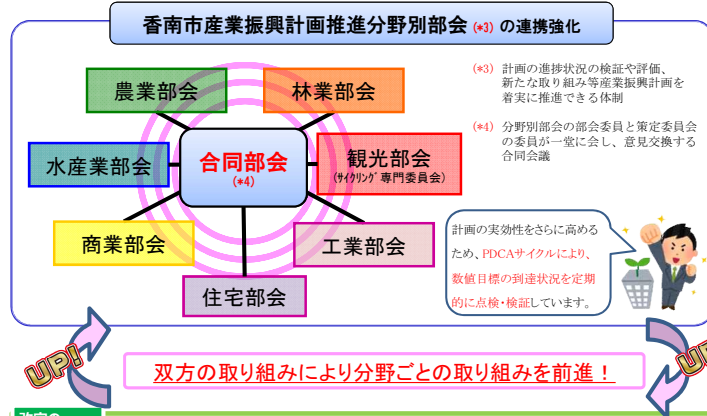 香南市産業振興計画推進分野別部会(*3)の連携強化
農業部会
林業部会
水産業部会
合同部会
(*4)
観光部会
(ｻｲｸﾘﾝｸﾞ専門委員会)
商業部会
工業部会
住宅部会
(*3) 計画の進捗状況の検証や評価、
新たな取り組み等産業振興計画を
着実に推進できる体制
(*4) 分野別部会の部会委員と策定委員会
の委員が一堂に会し、意見交換する
合同会議
計画の実効性をさらに高める
ため、PDCAサイクルにより、
数値目標の到達状況を定期
的に点検・検証しています。
UP!
双方の取り組みにより分野ごとの取り組みを前進！
UP